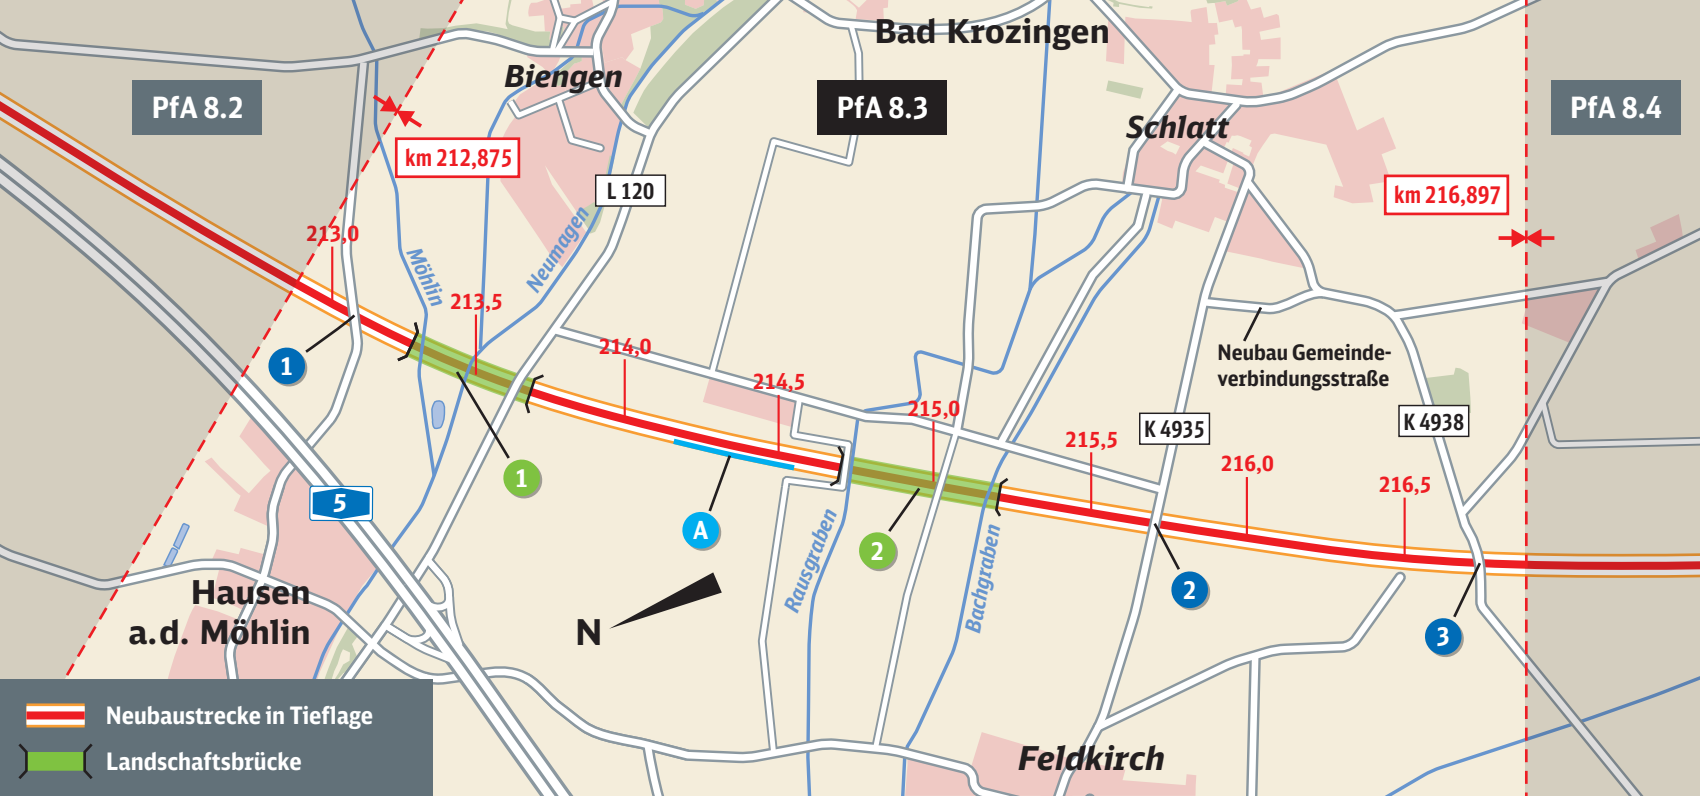 Bad Krozingen
Biengen
PfA 8.2
PfA 8.3
PfA 8.4
Schlatt
km 212,875
L 120
km 216,897
213,0
Möhlin
Neumagen
213,5
214,0
214,5
215,0
215,5
216,0
216,5
Neubau Gemeinde-
verbindungsstraße
K 4935
K 4938
1
1
A
2
2
3
5
Rausgraben
Bachgraben
N
Hausen
a.d. Möhlin
Feldkirch
Neubaustrecke in Tieflage
Landschaftsbrücke